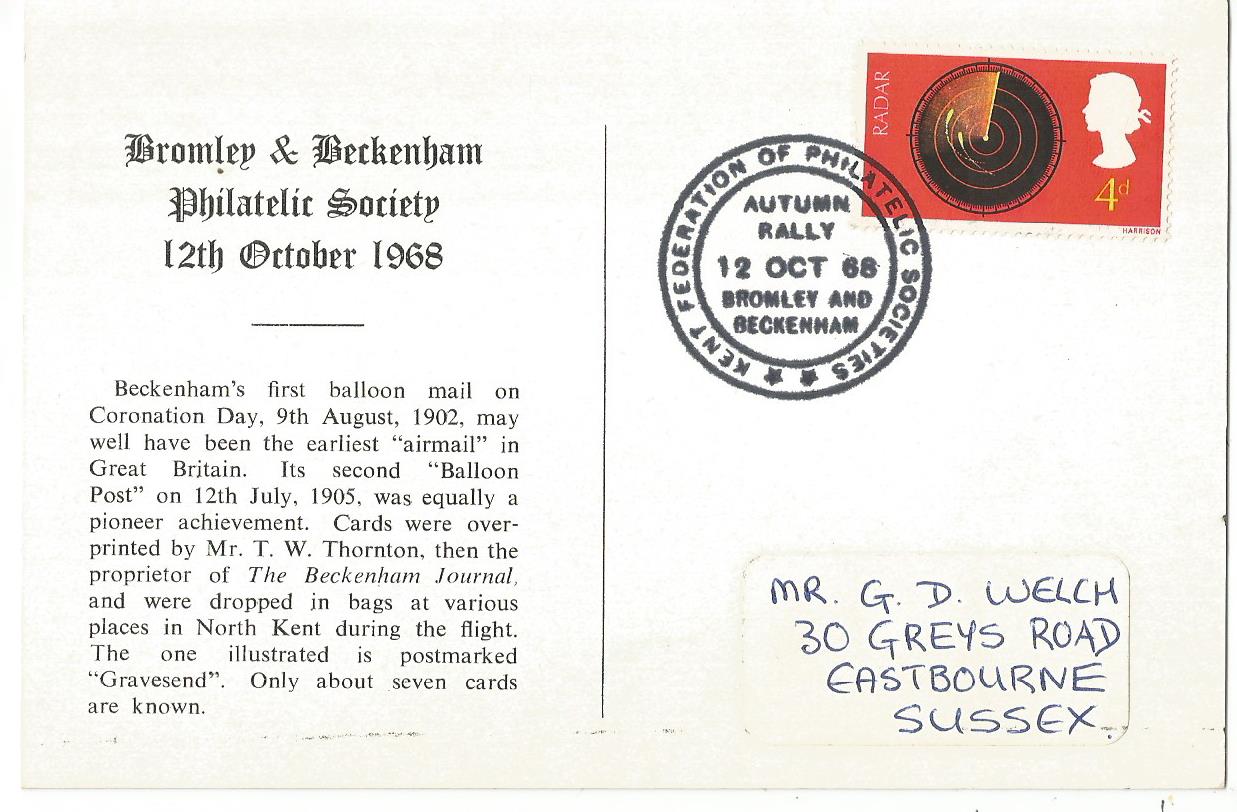 Bromley & Beckenham
Philatelic Society
12th October 1968
Beckenham's first balloon mail on
Coronation Day, 9th August, 1902, may
well have been the earliest "airmail" in
Great Britain. Its second "Balloon
Post" on 12th July, 1905, was equally a
pioneer achievement. Cards were over-
printed by Mr. T. W. Thornton, then the
proprietor of The Beckenham Journal,
and were dropped in bags at various
places in North Kent during the flight.
The one illustrated is postmarked
"Gravesend". Only about seven cards
are known.
RADAR
4d
HARRISON
KENT FEDERATION OF PHILATELIC SOCIETIES
AUTUMN
RALLY
12 OCT 68
BROMLEY AND
BECKENHAM
MR. G. D. WELCH
30 GREYS ROAD
EASTBOURNE
SUSSEX.